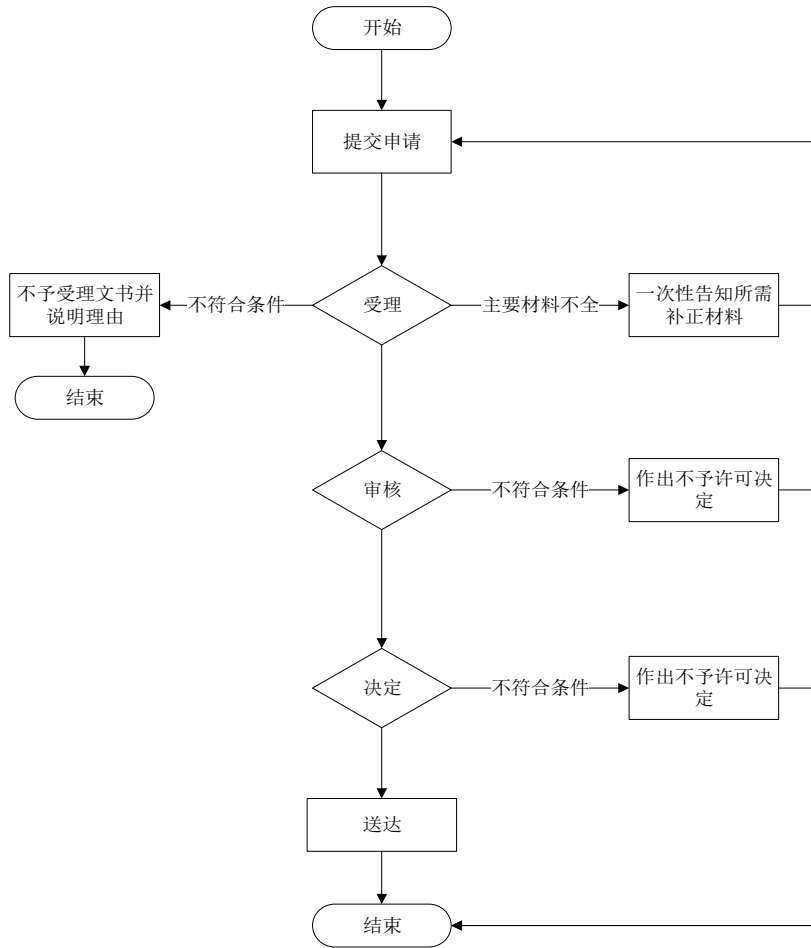 开始
提交申请
不予受理文书并
说明理由
不符合条件
受理
主要材料不全
一次性告知所需
补正材料
结束
审核
不符合条件
作出不予许可决
定
决定
不符合条件
作出不予许可决
定
送达
结束